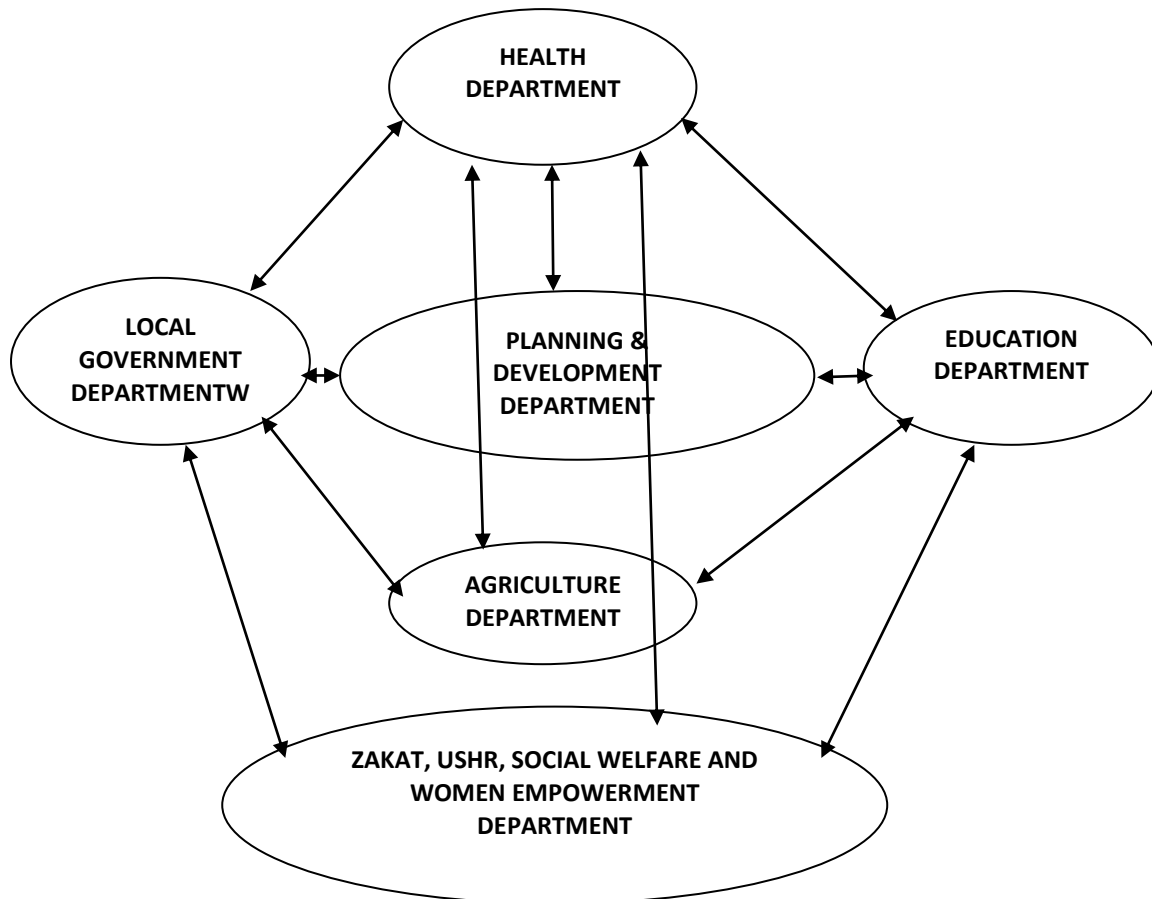 HEALTH
DEPARTMENT
LOCAL
GOVERNMENT
DEPARTMENTW
PLANNING &
DEVELOPMENT
DEPARTMENT
EDUCATION
DEPARTMENT
AGRICULTURE
DEPARTMENT
ZAKAT, USHR, SOCIAL WELFARE AND
WOMEN EMPOWERMENT
DEPARTMENT